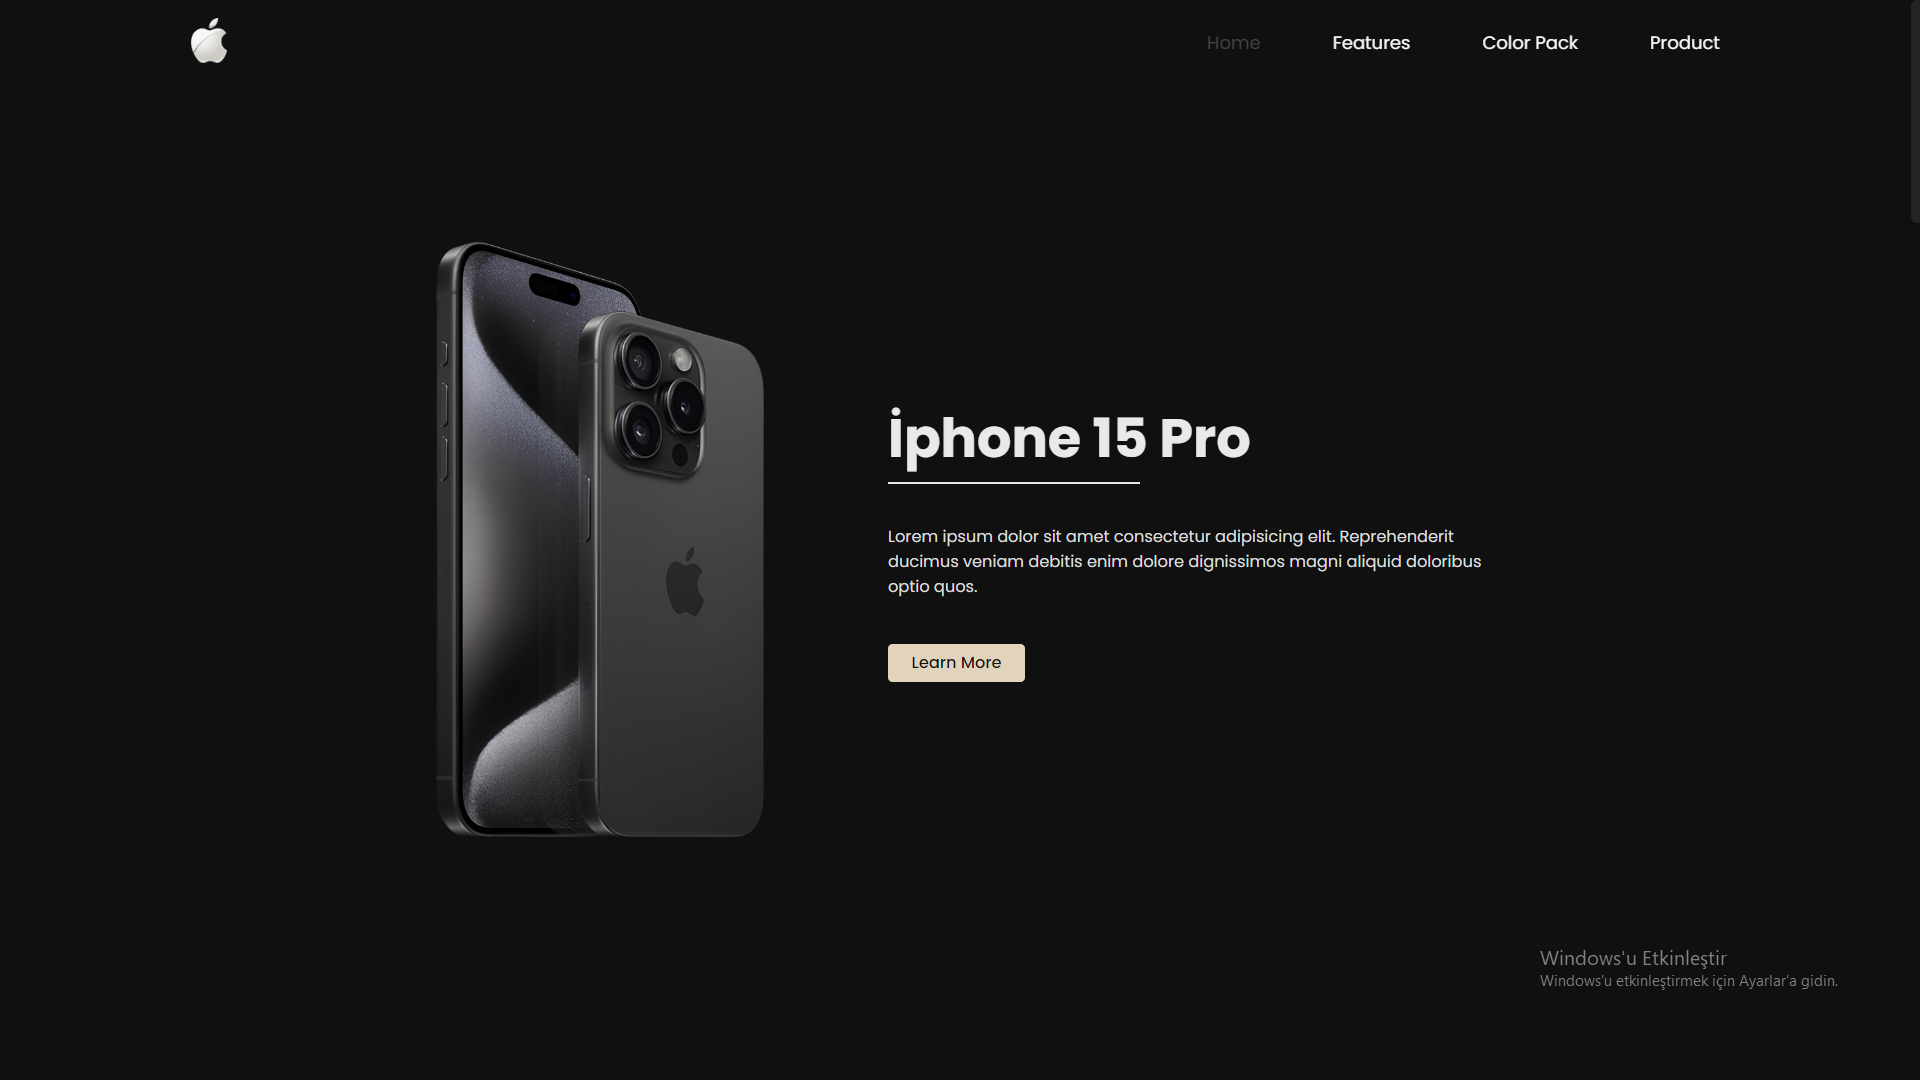 Home
Features
Color Pack
Product
İphone 15 Pro
Lorem ipsum dolor sit amet consectetur adipisicing elit. Reprehenderit
ducimus veniam debitis enim dolore dignissimos magni aliquid doloribus
optio quos.
Learn More
Windows'u Etkinleştir
Windows'u etkinleştirmek için Ayarlar'a gidin.